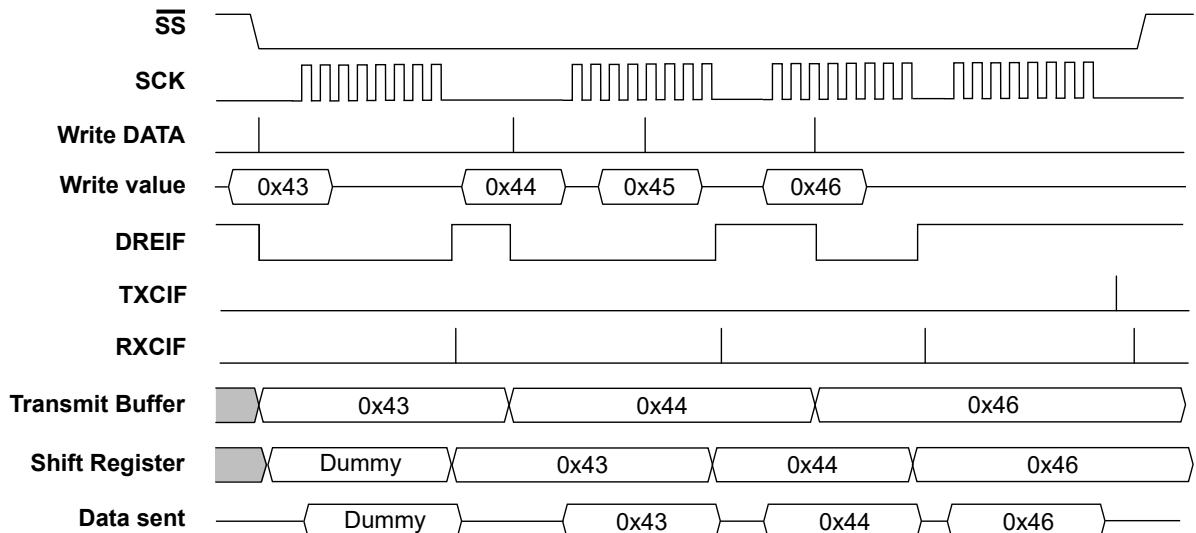 SS
SCK
Write DATA
Write value 0x43 0x44 0x45 0x46
DREIF
TXCIF
RXCIF
Transmit Buffer 0x43 0x44 0x46
Shift Register Dummy 0x43 0x44 0x46
Data sent Dummy 0x43 0x44 0x46